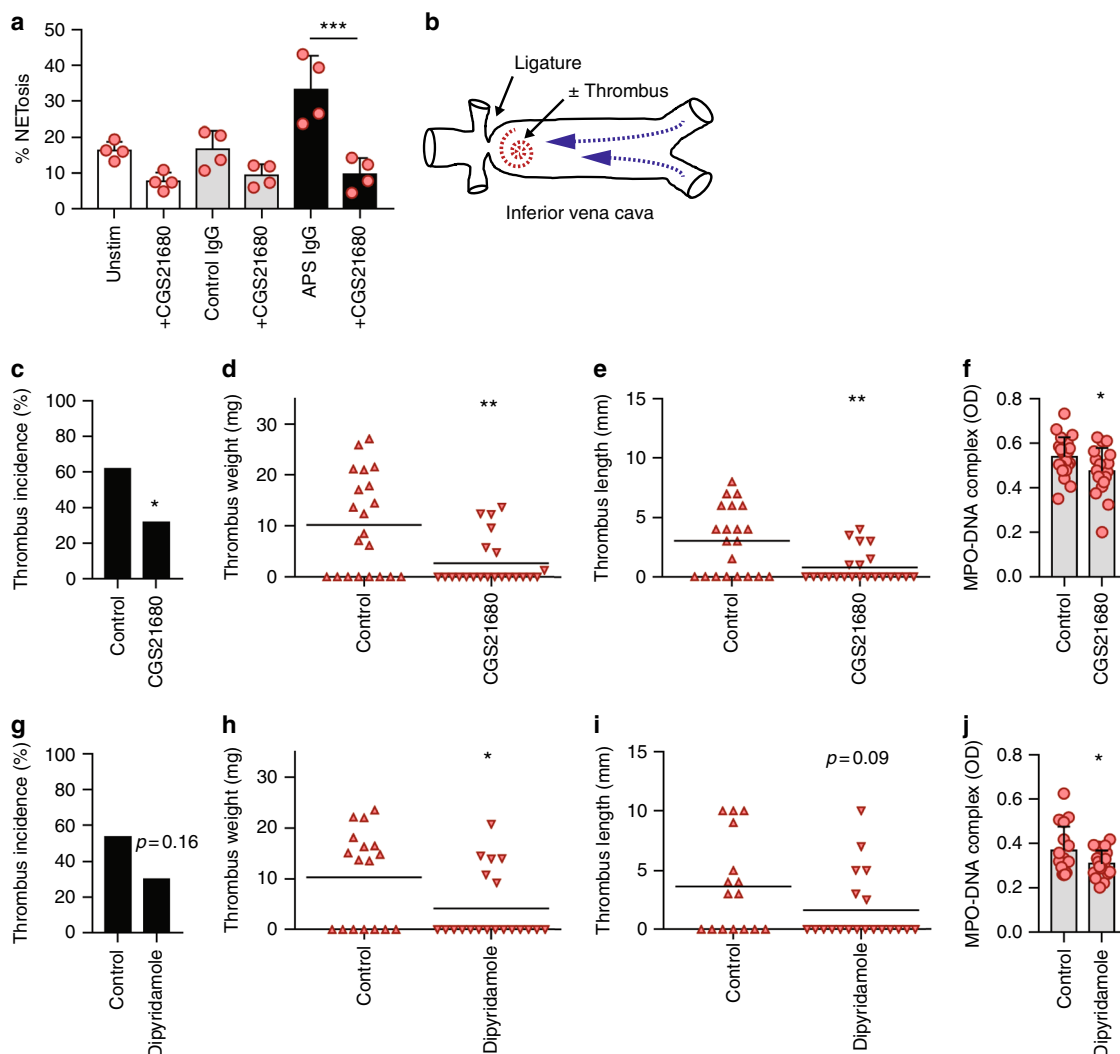 a
% NETosis
50
40
30
20
10
0
***
Unstim
+CGS21680
Control IgG
+CGS21680
APS IgG
+CGS21680
b
Ligature
± Thrombus
Inferior vena cava
c
Thrombus incidence (%)
100
80
60
40
20
0
*
Control
CGS21680
d
Thrombus weight (mg)
30
20
10
0
**
Control
CGS21680
e
Thrombus length (mm)
15
10
5
0
**
Control
CGS21680
f
MPO-DNA complex (OD)
0.8
0.6
0.4
0.2
0.0
*
Control
CGS21680
g
Thrombus incidence (%)
100
80
60
40
20
0
p=0.16
Control
Dipyridamole
h
Thrombus weight (mg)
30
20
10
0
*
Control
Dipyridamole
i
Thrombus length (mm)
15
10
5
0
p=0.09
Control
Dipyridamole
j
MPO-DNA complex (OD)
0.8
0.6
0.4
0.2
0.0
*
Control
Dipyridamole